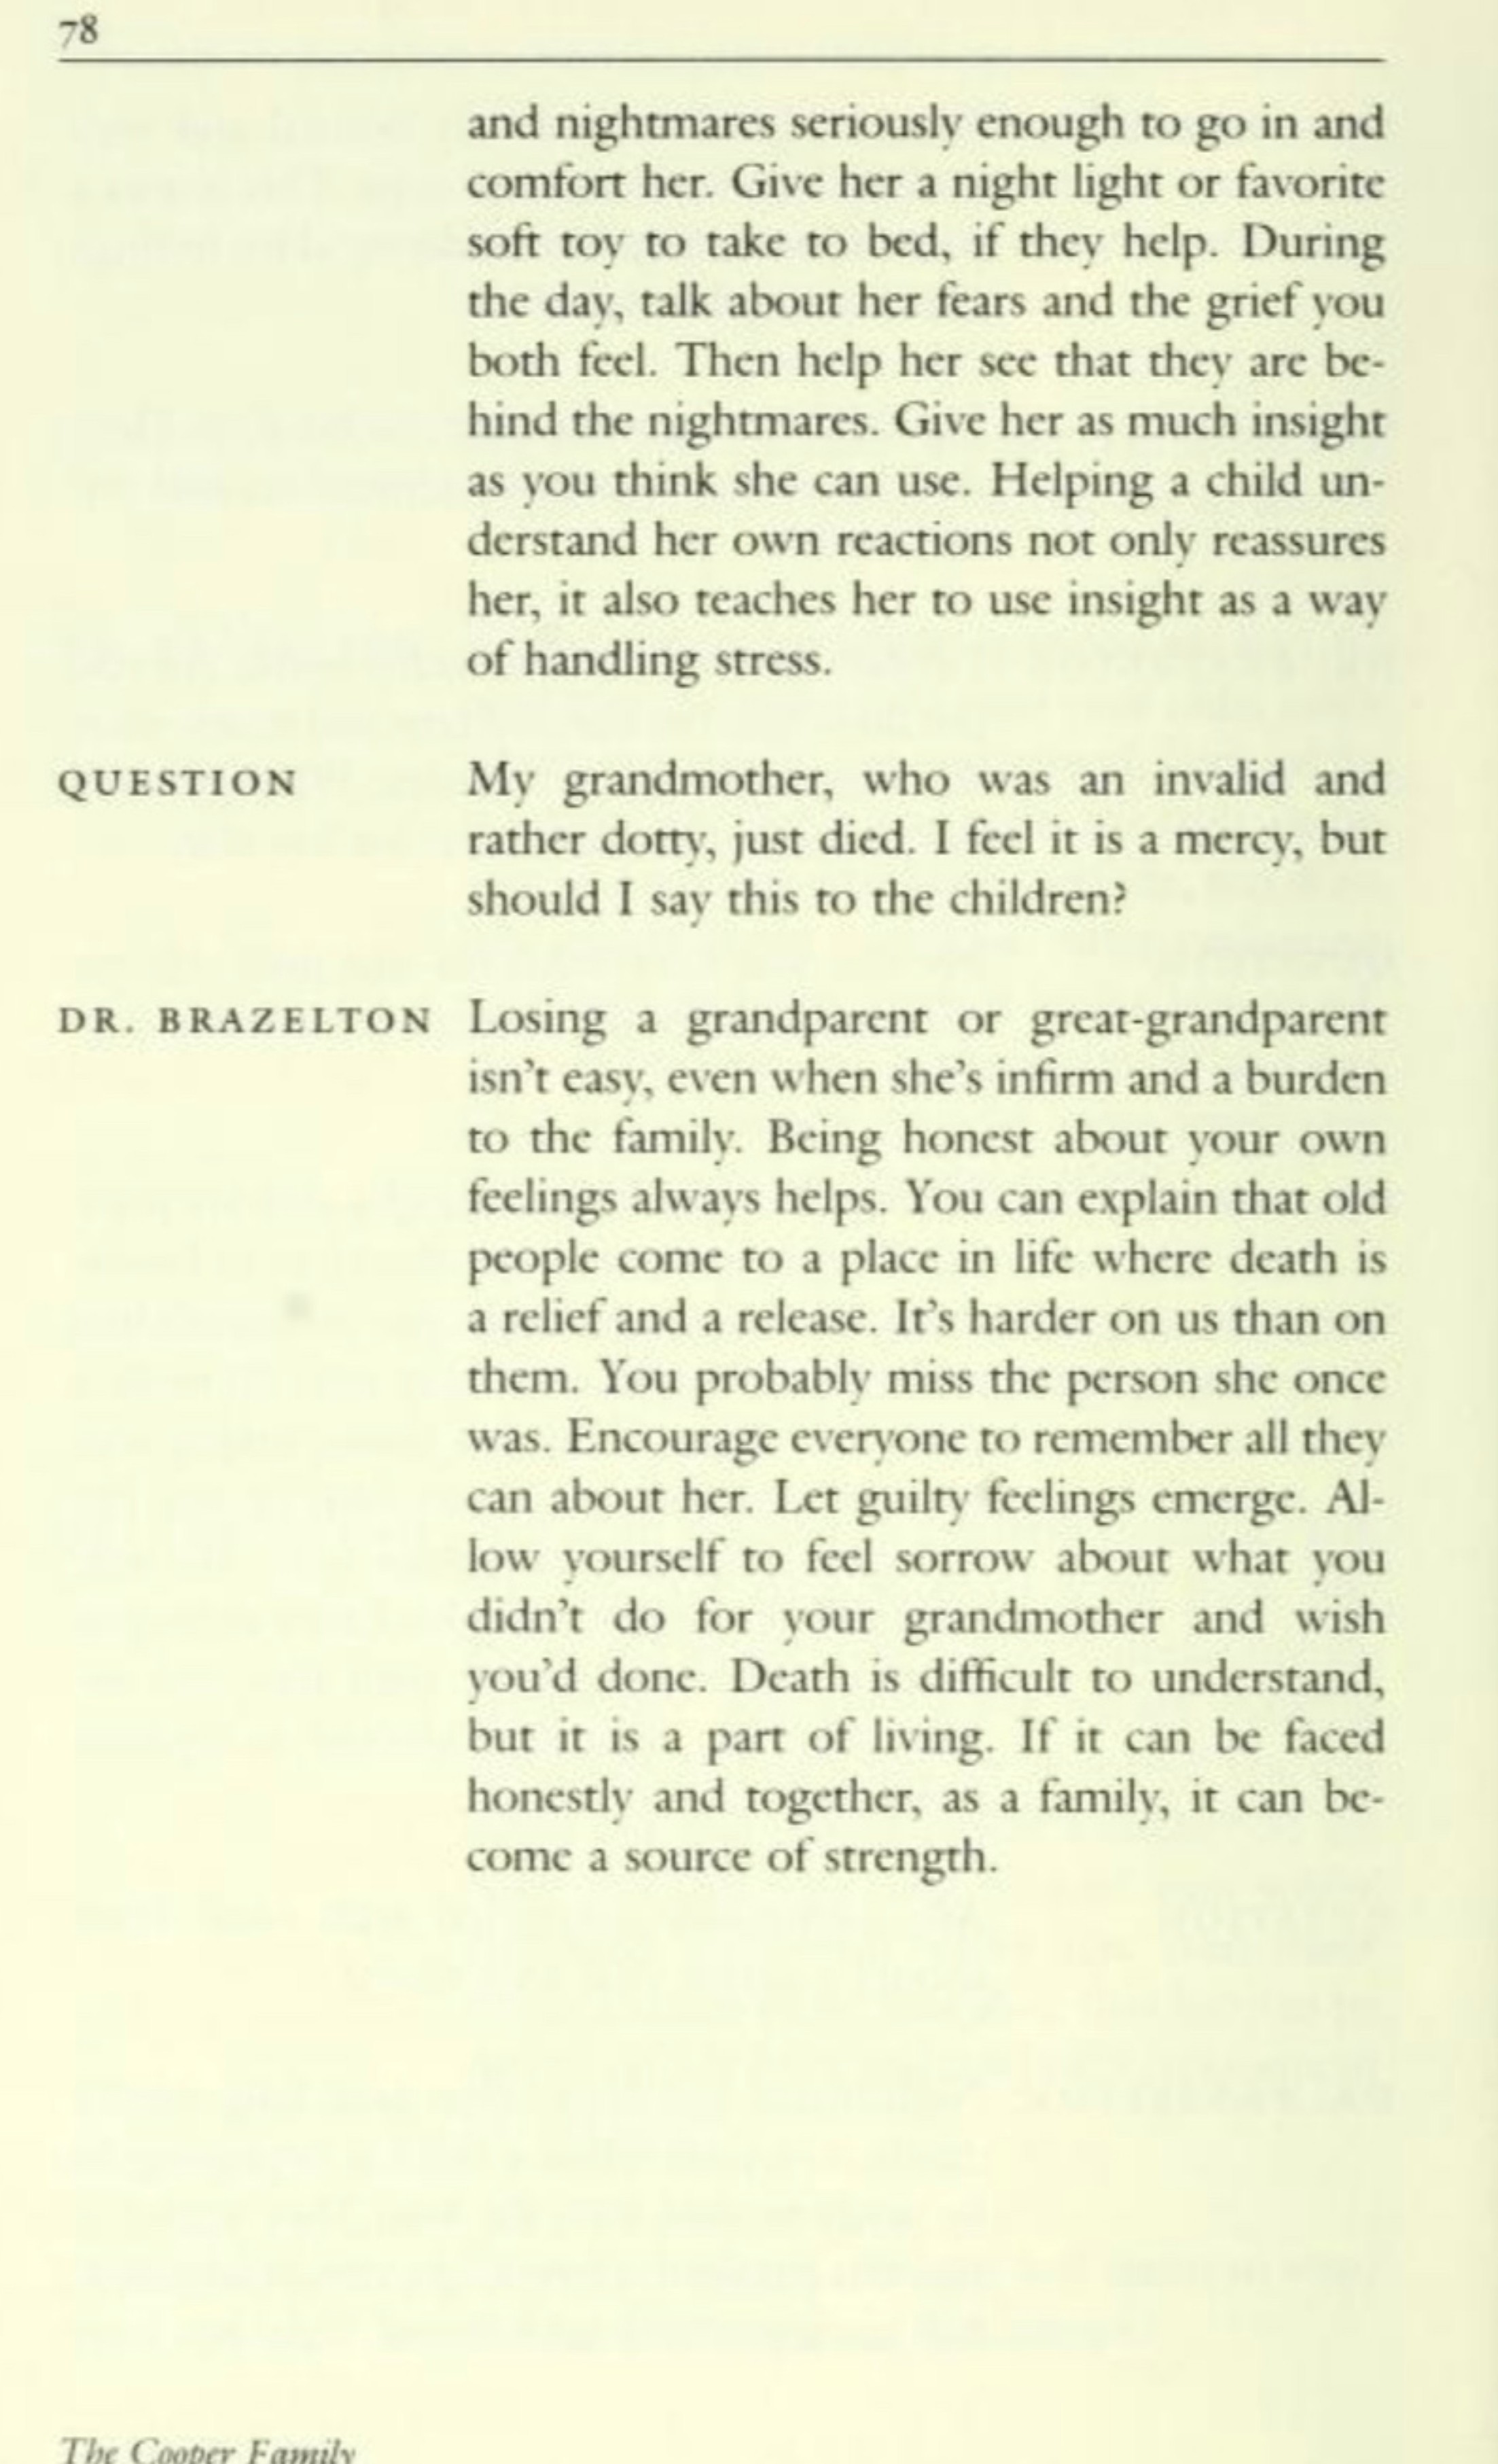 78
and nightmares seriously enough to go in and
comfort her. Give her a night light or favorite
soft toy to take to bed, if they help. During
the day, talk about her fears and the grief you
both feel. Then help her see that they are be-
hind the nightmares. Give her as much insight
as you think she can use. Helping a child un-
derstand her own reactions not only reassures
her, it also teaches her to use insight as a way
of handling stress.
QUESTION My grandmother, who was an invalid and
rather dotty, just died. I feel it is a mercy, but
should I say this to the children?
DR. BRAZELTON Losing a grandparent or great-grandparent
isn't easy, even when she's infirm and a burden
to the family. Being honest about your own
feelings always helps. You can explain that old
people come to a place in life where death is
a relief and a release. It's harder on us than on
them. You probably miss the person she once
was. Encourage everyone to remember all they
can about her. Let guilty feelings emerge. Al-
low yourself to feel sorrow about what you
didn't do for your grandmother and wish
you'd done. Death is difficult to understand,
but it is a part of living. If it can be faced
honestly and together, as a family, it can be-
come a source of strength.
The Cooper Family